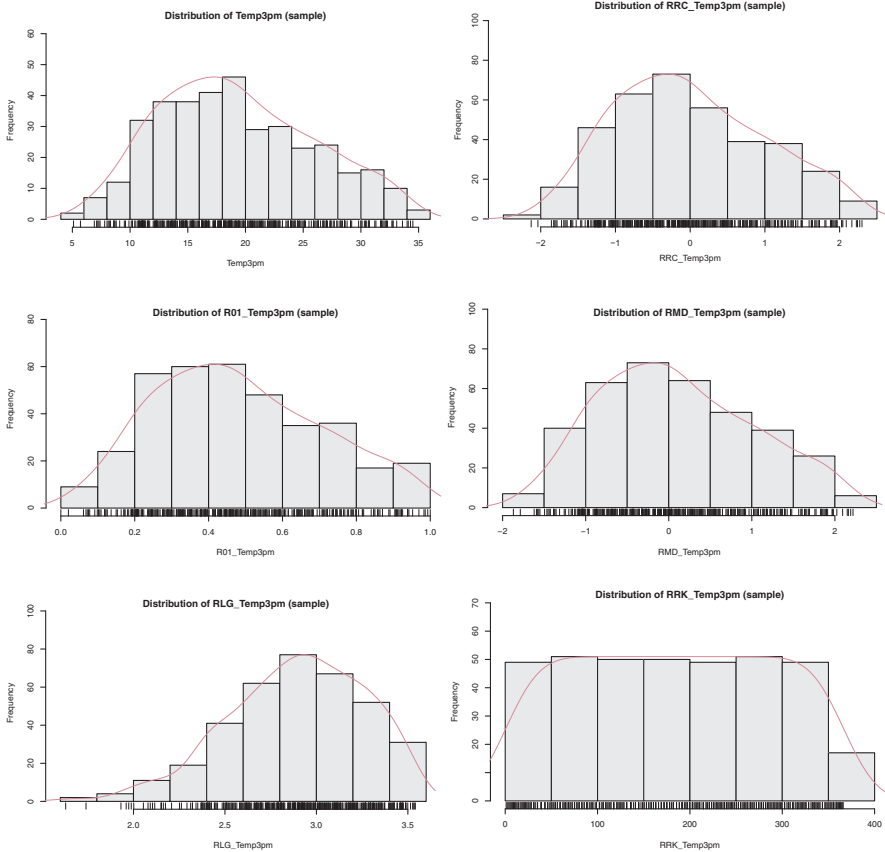 Distribution of Temp3pm (sample)
Frequency
0 10 20 30 40 50 60
5 10 15 20 25 30 35
Temp3pm
Distribution of RRC_Temp3pm (sample)
Frequency
0 20 40 60 80 100
−2 −1 0 1 2
RRC_Temp3pm
Distribution of R01_Temp3pm (sample)
Frequency
0 20 40 60 80
0.0 0.2 0.4 0.6 0.8 1.0
R01_Temp3pm
Distribution of RMD_Temp3pm (sample)
Frequency
0 20 40 60 80 100
−2 −1 0 1 2
RMD_Temp3pm
Distribution of RLG_Temp3pm (sample)
Frequency
0 20 40 60 80 100
2.0 2.5 3.0 3.5
RLG_Temp3pm
Distribution of RRK_Temp3pm (sample)
Frequency
0 20 30 40 50 60 70
0 100 200 300 400
RRK_Temp3pm